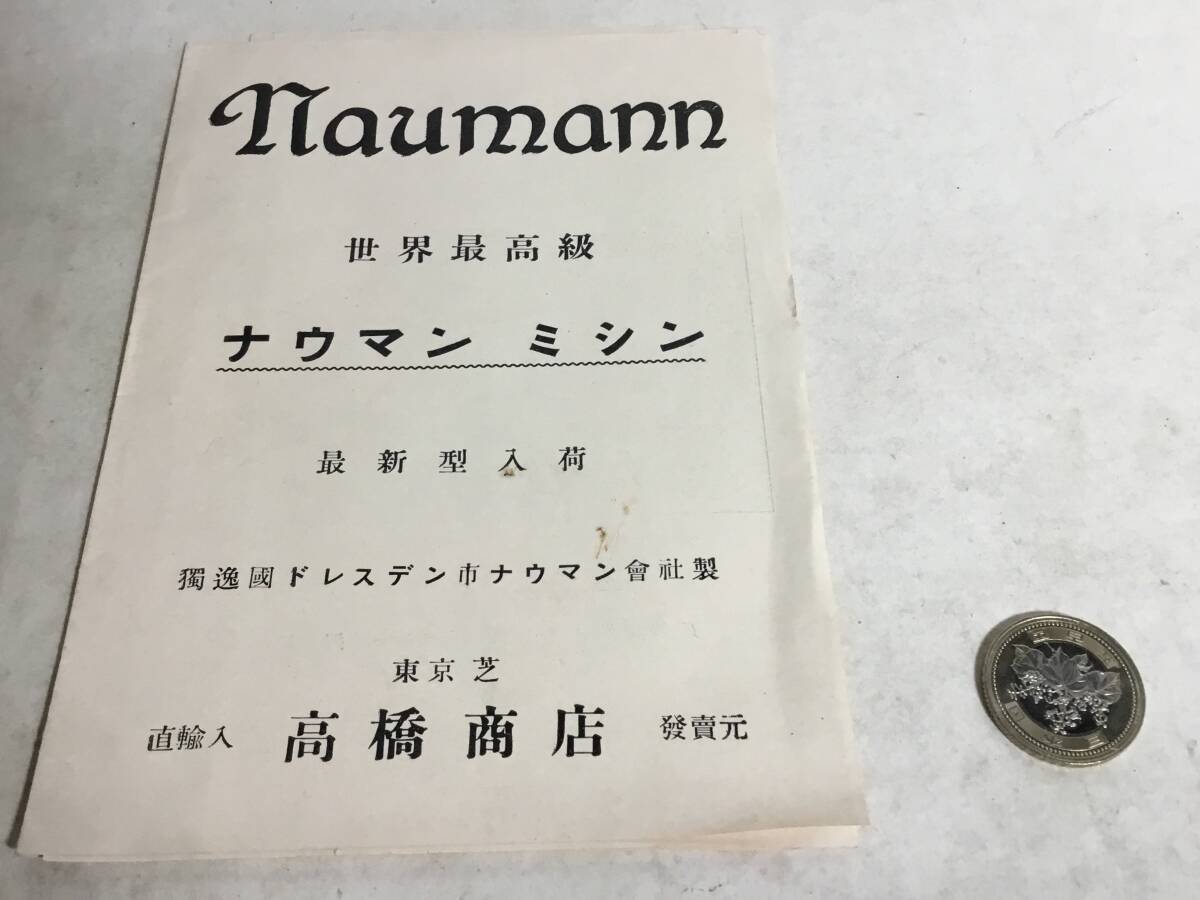 Naumann
世界最高級
ナウマン ミシン
最新型入荷
獨逸國ドレスデン市ナウマン會社製
東京芝
直輸入 高橋商店 發賣元